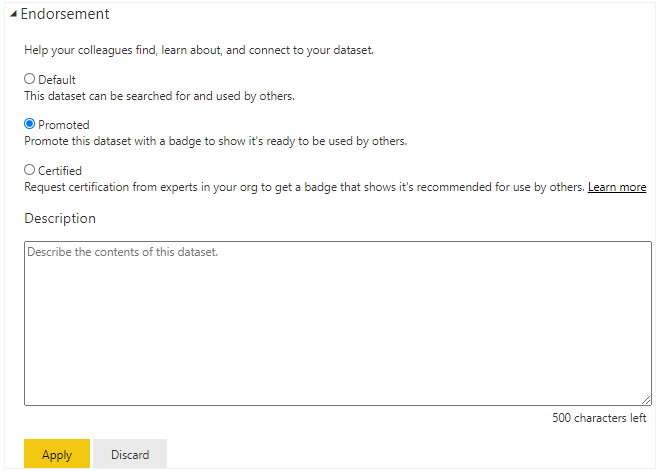 Endorsement
Help your colleagues find, learn about, and connect to your dataset.
Default
This dataset can be searched for and used by others.
Promoted
Promote this dataset with a badge to show it's ready to be used by others.
Certified
Request certification from experts in your org to get a badge that shows it's recommended for use by others. Learn more
Description
Describe the contents of this dataset.
500 characters left
Apply Discard